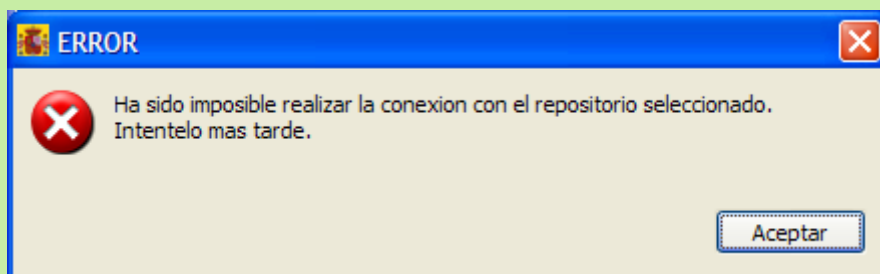 ERROR
Ha sido imposible realizar la conexion con el repositorio seleccionado.
Intentelo mas tarde.
Aceptar